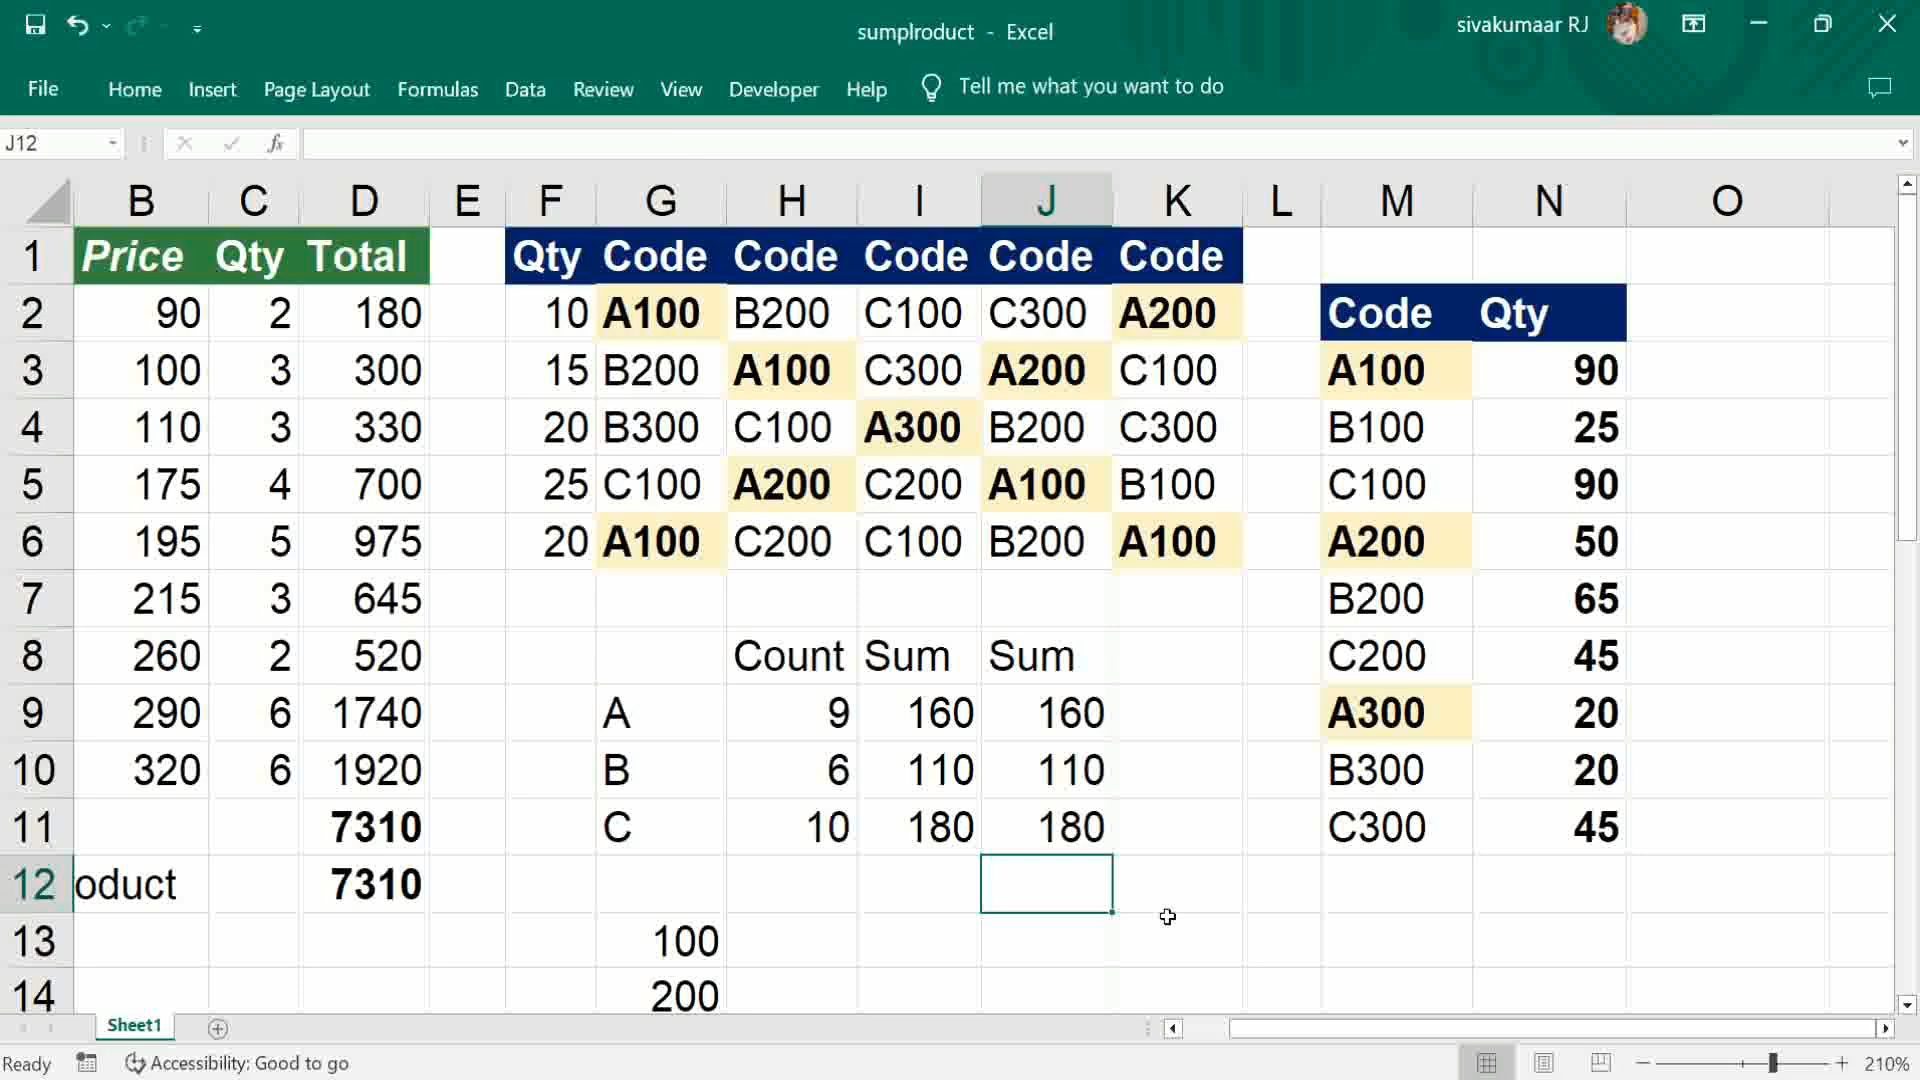 sumplroduct - Excel
sivakumaar RJ
File Home Insert Page Layout Formulas Data Review View Developer Help Tell me what you want to do
J12 fx
B C D E F G H I J K L M N O
1 Price Qty Total Qty Code Code Code Code Code
2 90 2 180 10 A100 B200 C100 C300 A200 Code Qty
3 100 3 300 15 B200 A100 C300 A200 C100 A100 90
4 110 3 330 20 B300 C100 A300 B200 C300 B100 25
5 175 4 700 25 C100 A200 C200 A100 B100 C100 90
6 195 5 975 20 A100 C200 C100 B200 A100 A200 50
7 215 3 645 B200 65
8 260 2 520 Count Sum Sum C200 45
9 290 6 1740 A 9 160 160 A300 20
10 320 6 1920 B 6 110 110 B300 20
11 7310 C 10 180 180 C300 45
12 oduct 7310
13 100
14 200
Sheet1
Ready Accessibility: Good to go 210%